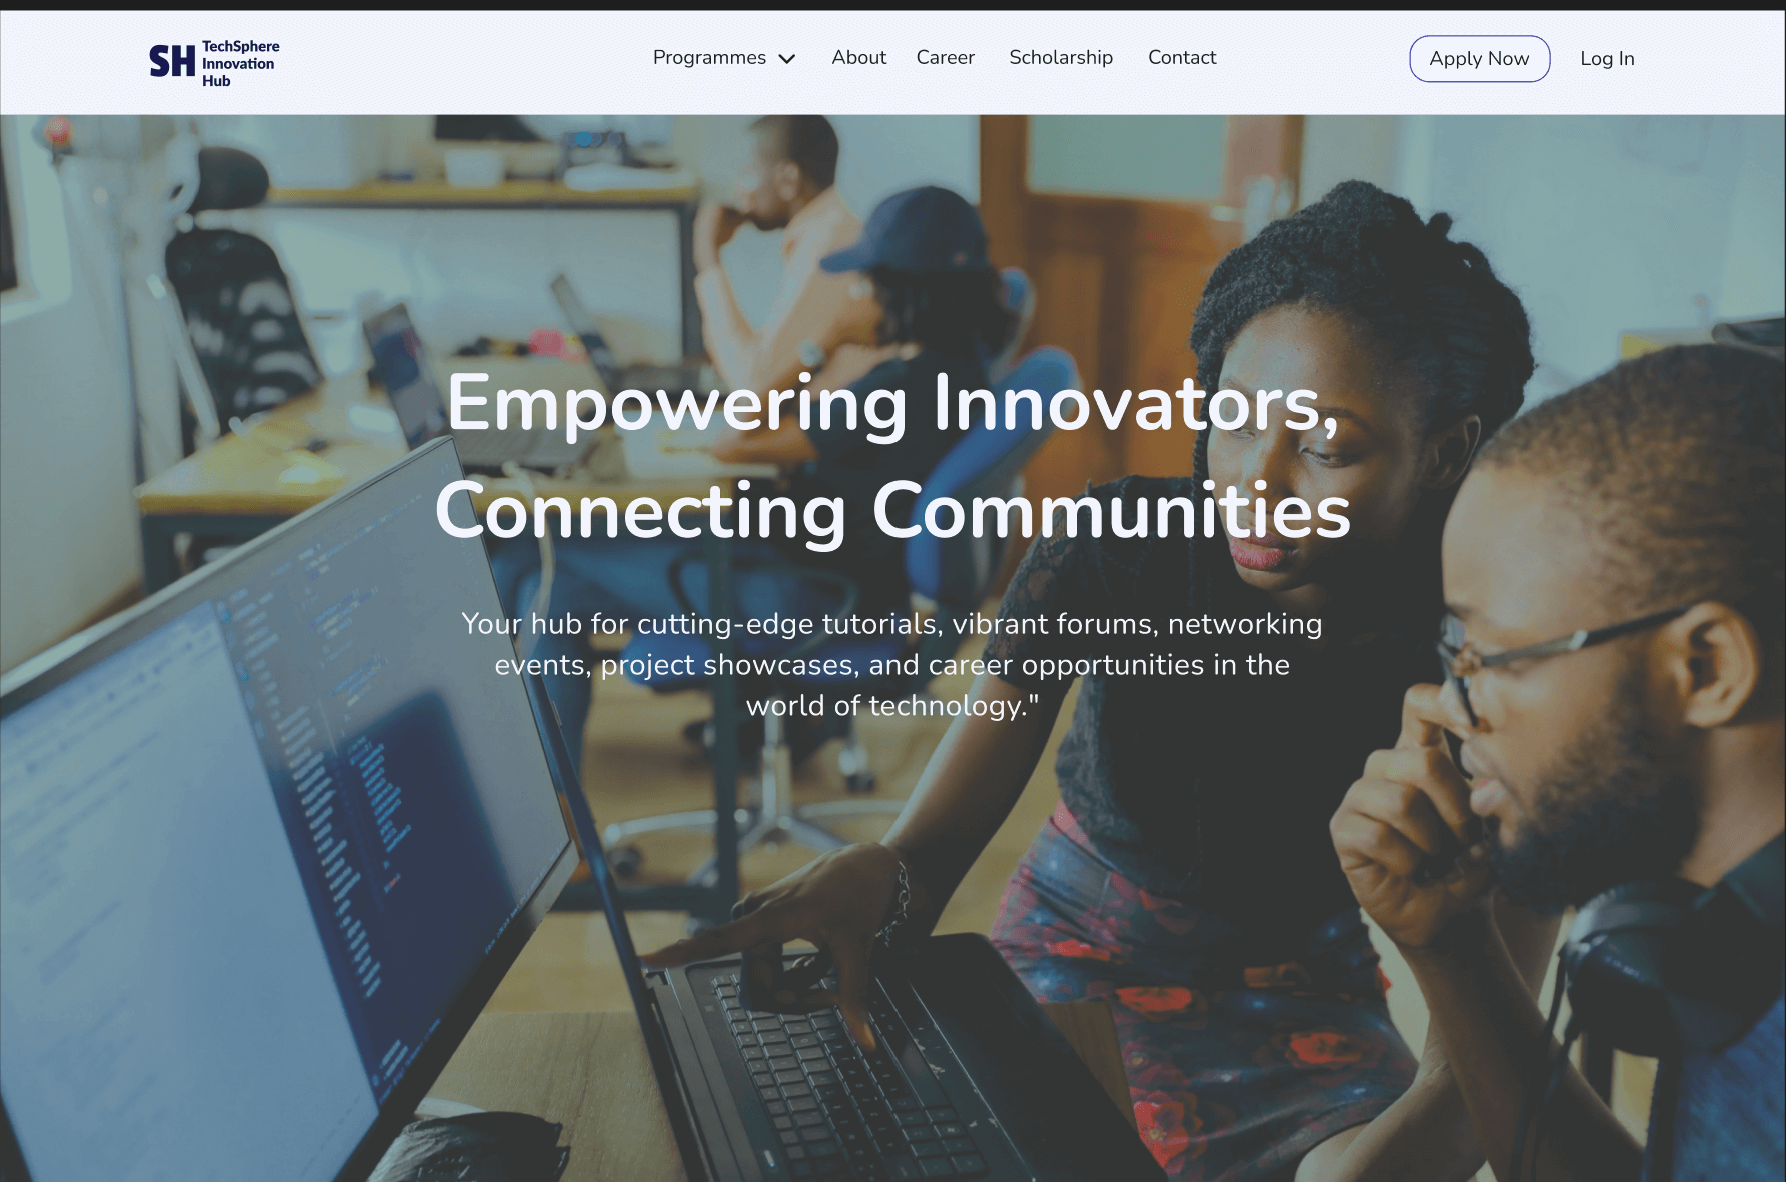 SH
TechSphere
Innovation
Hub
Programmes
About
Career
Scholarship
Contact
Apply Now
Log In
Empowering Innovators,
Connecting Communities
Your hub for cutting-edge tutorials, vibrant forums, networking
events, project showcases, and career opportunities in the
world of technology."